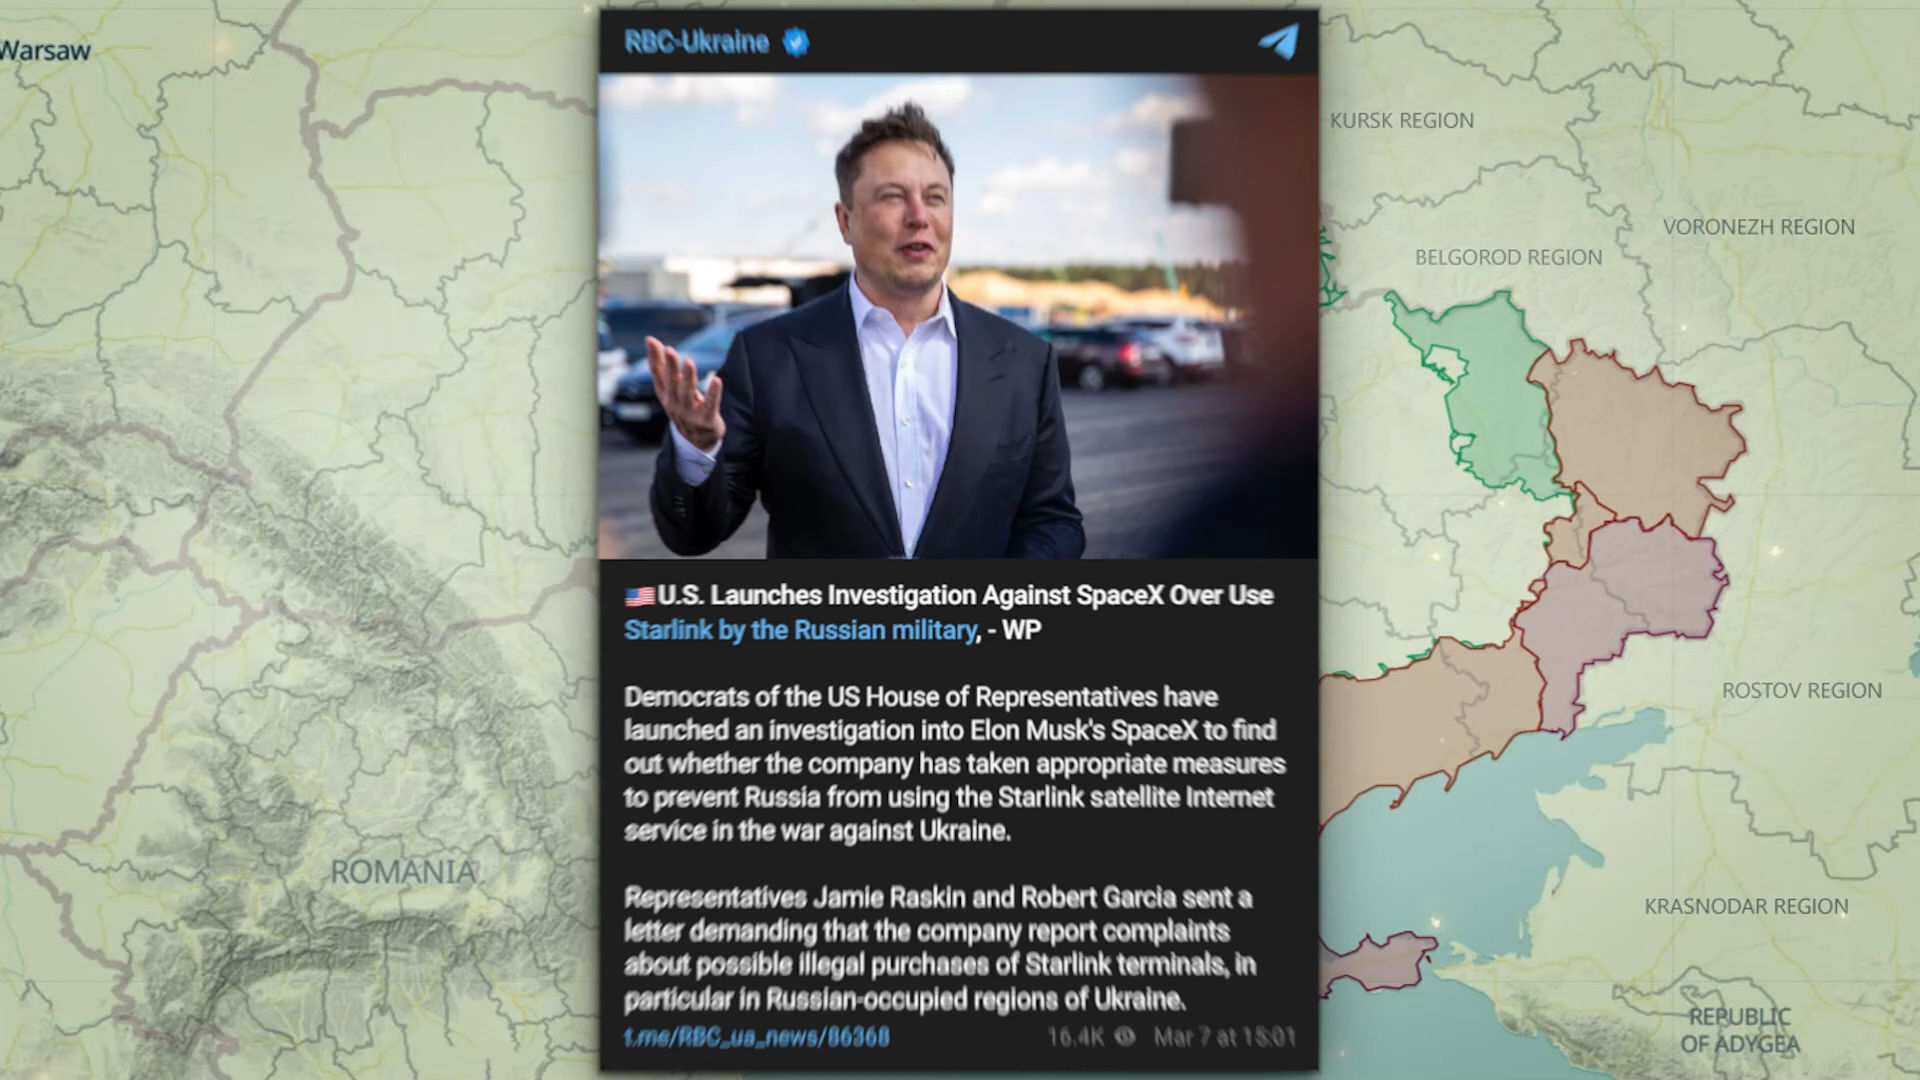 Warsaw
RBC-Ukraine
KURSK REGION
VORONEZH REGION
BELGOROD REGION
U.S. Launches Investigation Against SpaceX Over Use
Starlink by the Russian military, - WP
Democrats of the US House of Representatives have
launched an investigation into Elon Musk's SpaceX to find
out whether the company has taken appropriate measures
to prevent Russia from using the Starlink satellite Internet
service in the war against Ukraine.
Representatives Jamie Raskin and Robert Garcia sent a
letter demanding that the company report complaints
about possible illegal purchases of Starlink terminals, in
particular in Russian-occupied regions of Ukraine.
t.me/RBC_ua_news/86368
16.4K Mar 7 at 15:01
ROSTOV REGION
ROMANIA
KRASNODAR REGION
REPUBLIC
OF ADYGEA